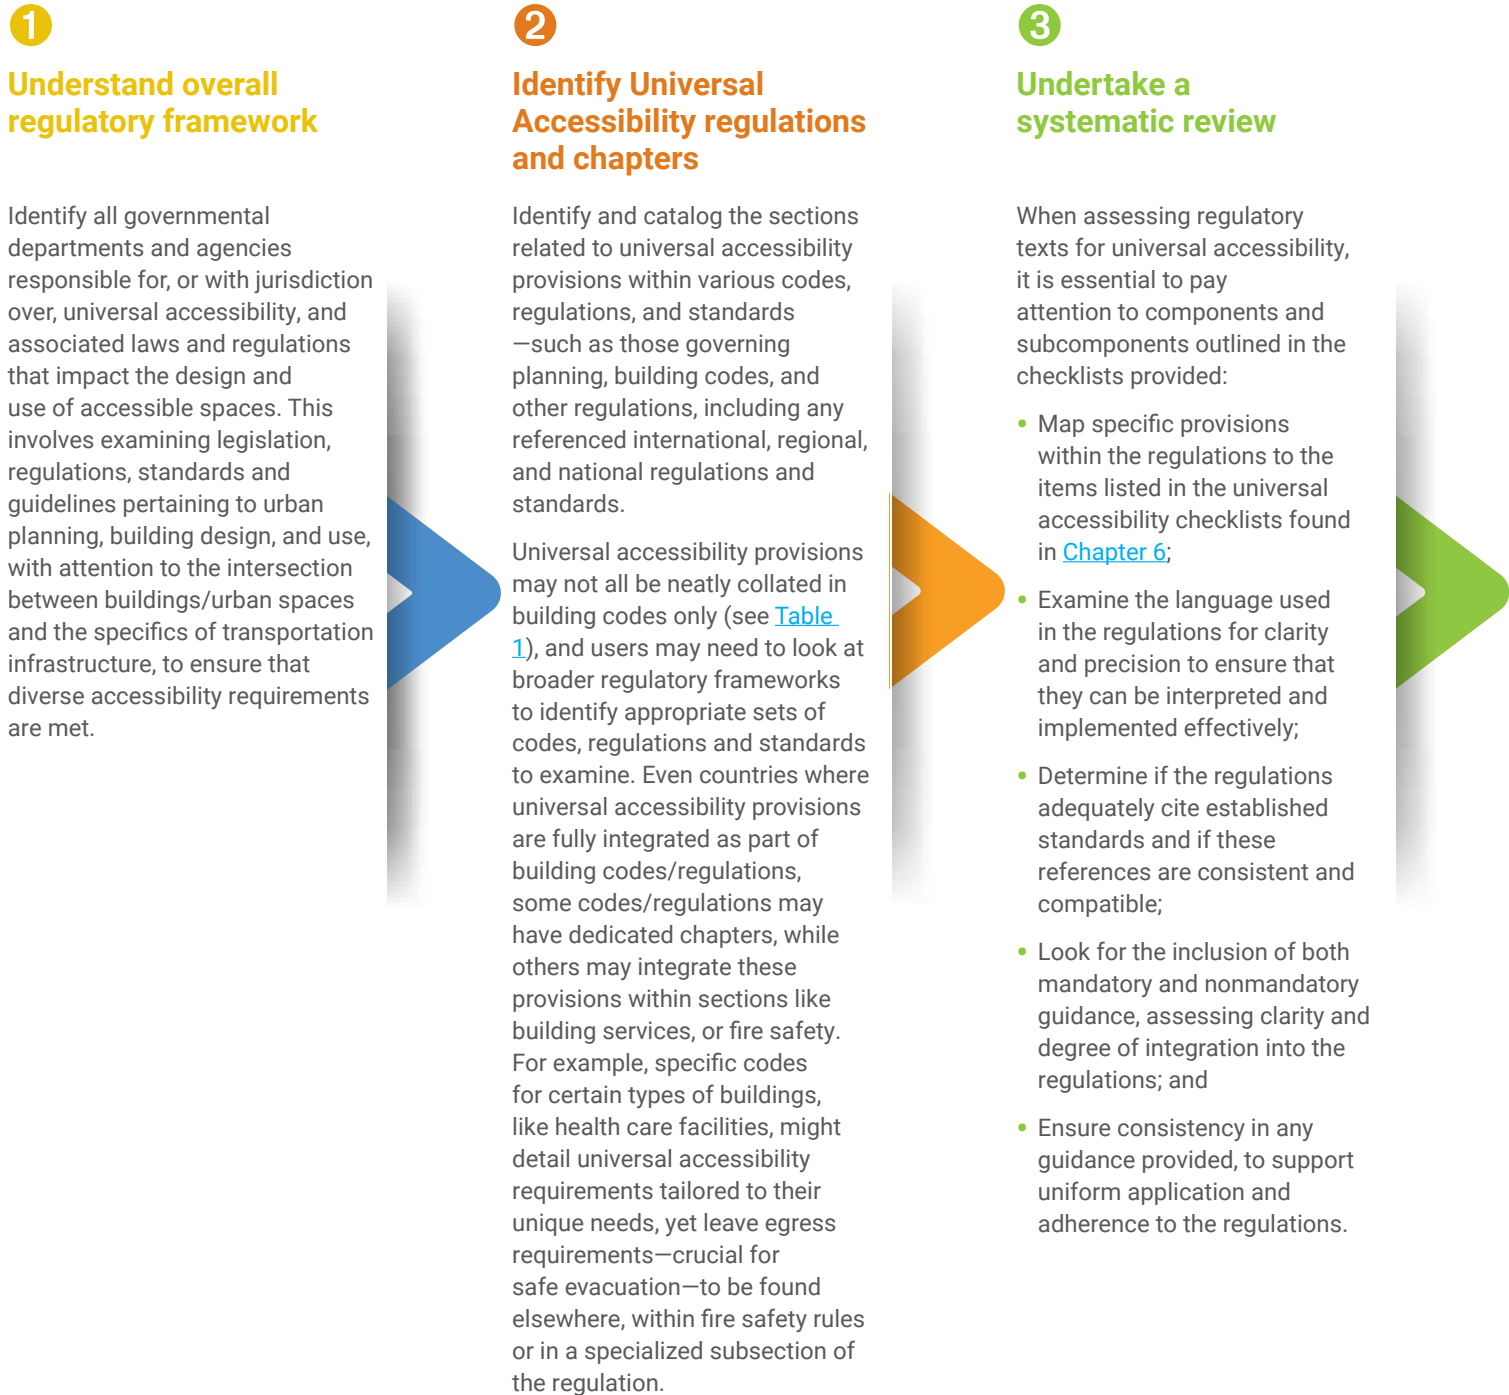 1
Understand overall
regulatory framework
Identify all governmental
departments and agencies
responsible for, or with jurisdiction
over, universal accessibility, and
associated laws and regulations
that impact the design and
use of accessible spaces. This
involves examining legislation,
regulations, standards and
guidelines pertaining to urban
planning, building design, and use,
with attention to the intersection
between buildings/urban spaces
and the specifics of transportation
infrastructure, to ensure that
diverse accessibility requirements
are met.
2
Identify Universal
Accessibility regulations
and chapters
Identify and catalog the sections
related to universal accessibility
provisions within various codes,
regulations, and standards
—such as those governing
planning, building codes, and
other regulations, including any
referenced international, regional,
and national regulations and
standards.
Universal accessibility provisions
may not all be neatly collated in
building codes only (see Table
1), and users may need to look at
broader regulatory frameworks
to identify appropriate sets of
codes, regulations and standards
to examine. Even countries where
universal accessibility provisions
are fully integrated as part of
building codes/regulations,
some codes/regulations may
have dedicated chapters, while
others may integrate these
provisions within sections like
building services, or fire safety.
For example, specific codes
for certain types of buildings,
like health care facilities, might
detail universal accessibility
requirements tailored to their
unique needs, yet leave egress
requirements—crucial for
safe evacuation—to be found
elsewhere, within fire safety rules
or in a specialized subsection of
the regulation.
3
Undertake a
systematic review
When assessing regulatory
texts for universal accessibility,
it is essential to pay
attention to components and
subcomponents outlined in the
checklists provided:
• Map specific provisions
within the regulations to the
items listed in the universal
accessibility checklists found
in Chapter 6;
• Examine the language used
in the regulations for clarity
and precision to ensure that
they can be interpreted and
implemented effectively;
• Determine if the regulations
adequately cite established
standards and if these
references are consistent and
compatible;
• Look for the inclusion of both
mandatory and nonmandatory
guidance, assessing clarity and
degree of integration into the
regulations; and
• Ensure consistency in any
guidance provided, to support
uniform application and
adherence to the regulations.